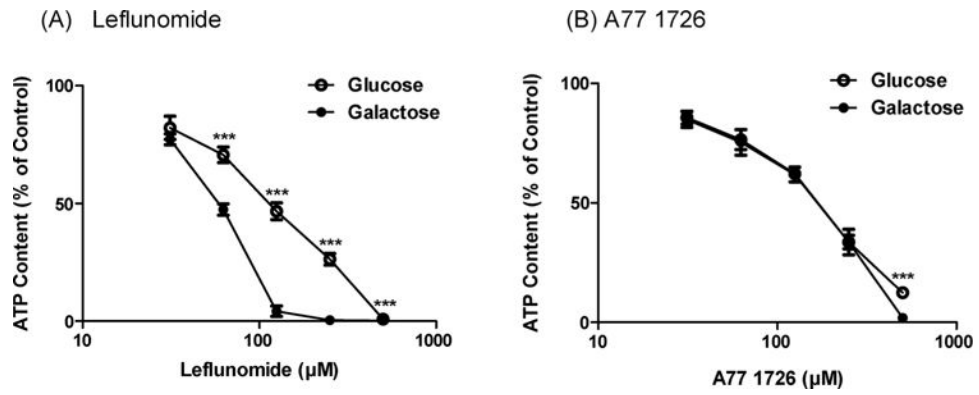 (A) Leflunomide
ATP Content (% of Control)
100
50
0
10
100
1000
Glucose
Galactose
***
***
***
***
Leflunomide (µM)
(B) A77 1726
ATP Content (% of Control)
100
50
0
10
100
1000
Glucose
Galactose
***
A77 1726 (µM)